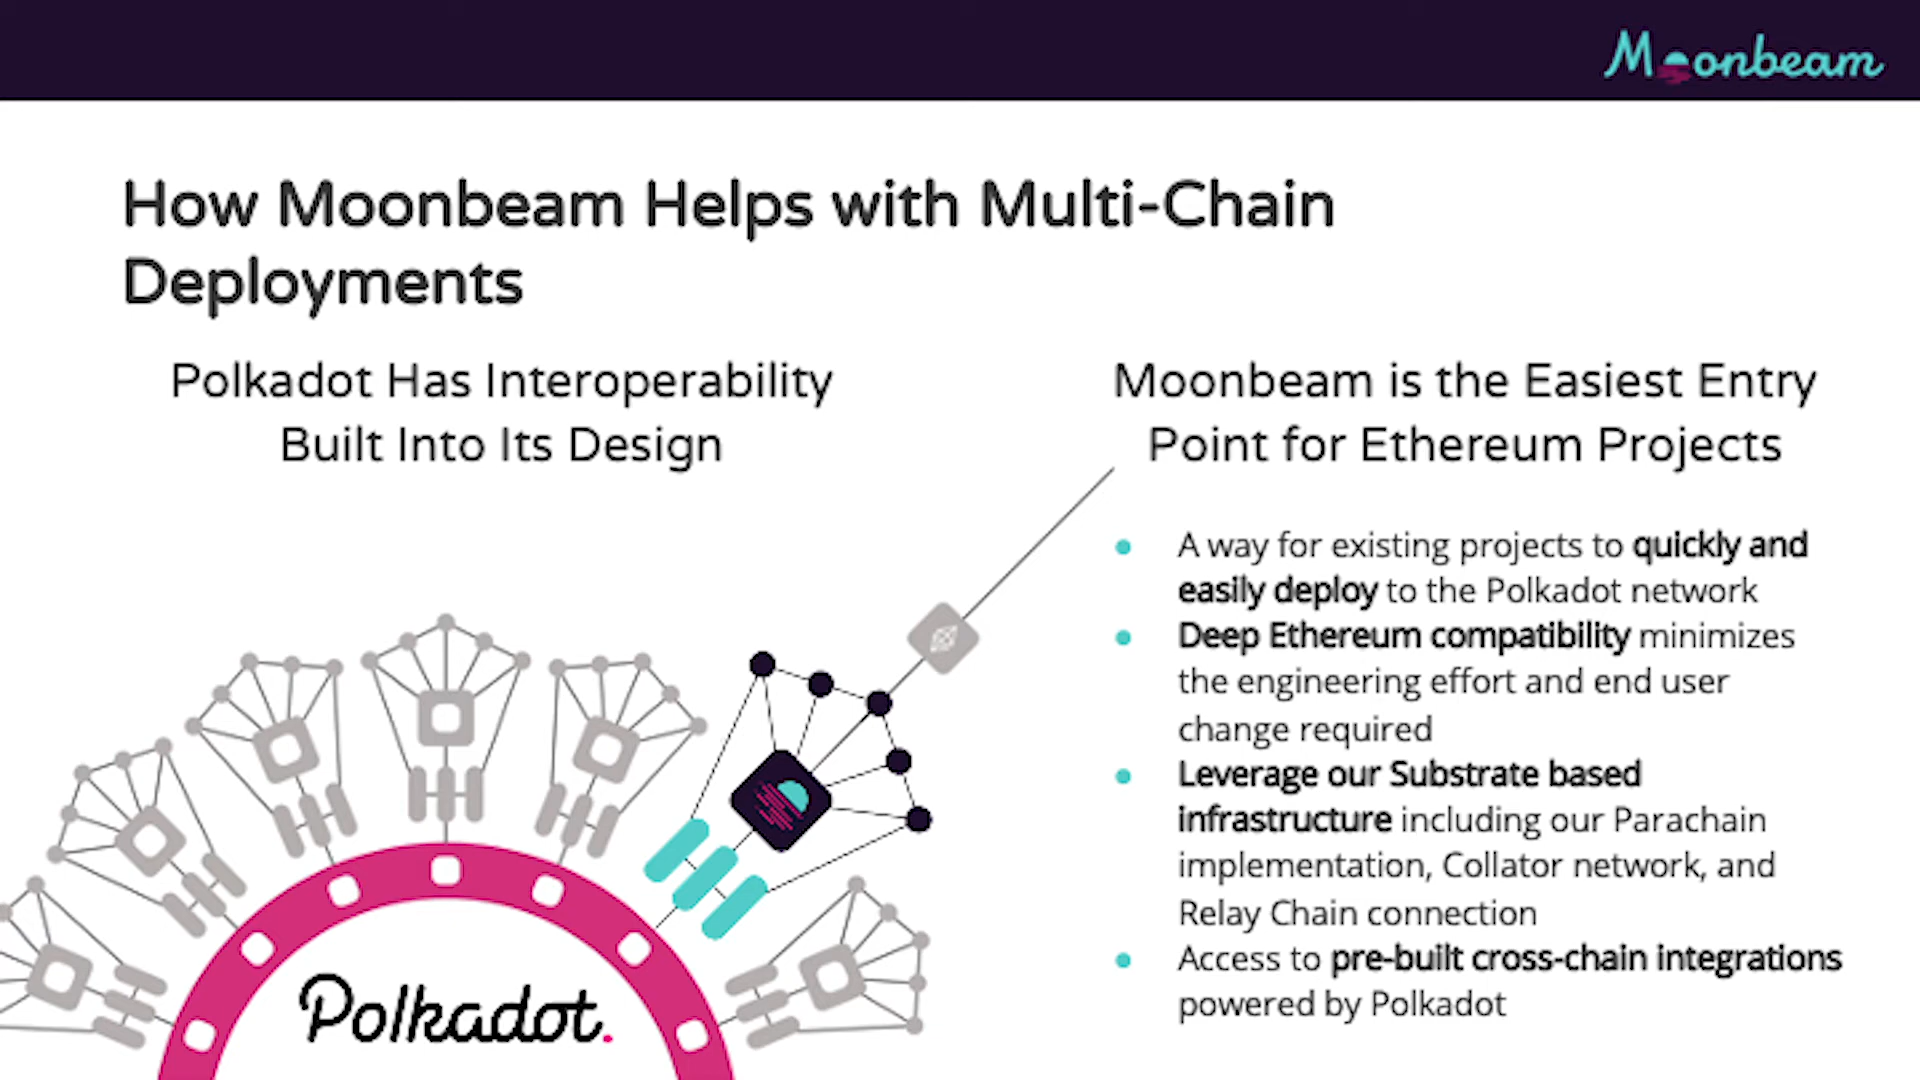 Moonbeam
How Moonbeam Helps with Multi-Chain
Deployments
Polkadot Has Interoperability
Built Into Its Design
Moonbeam is the Easiest Entry
Point for Ethereum Projects
• A way for existing projects to quickly and
easily deploy to the Polkadot network
• Deep Ethereum compatibility minimizes
the engineering effort and end user
change required
• Leverage our Substrate based
infrastructure including our Parachain
implementation, Collator network, and
Relay Chain connection
• Access to pre-built cross-chain integrations
powered by Polkadot
Polkadot.